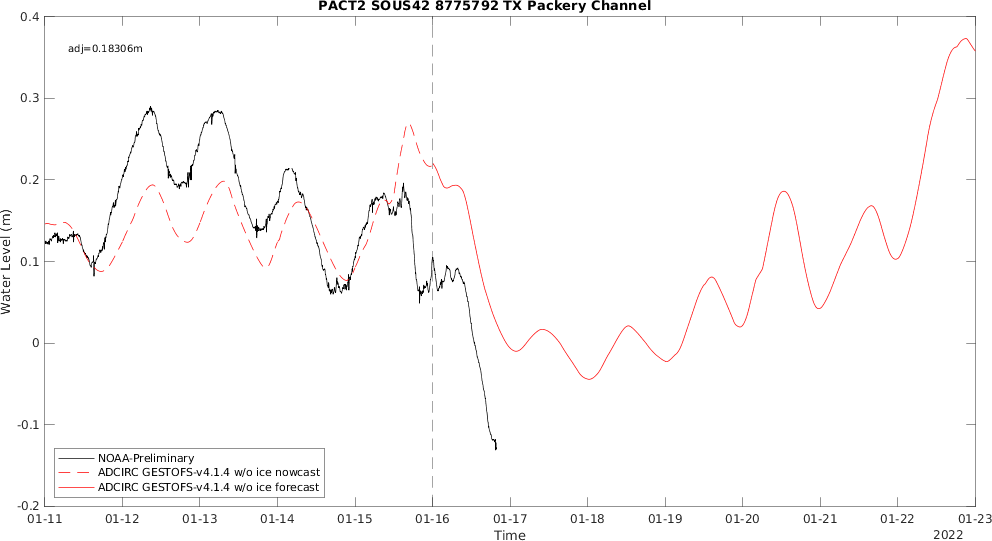 PACT2 SOUS42 8775792 TX Packery Channel
0.4
adj=0.18306m
0.3
0.2
0.1
0
-0.1
-0.2
Water Level (m)
NOAA-Preliminary
ADCIRC GESTOFS-v4.1.4 w/o ice nowcast
ADCIRC GESTOFS-v4.1.4 w/o ice forecast
01-11 01-12 01-13 01-14 01-15 01-16 01-17 01-18 01-19 01-20 01-21 01-22 01-23
Time
2022